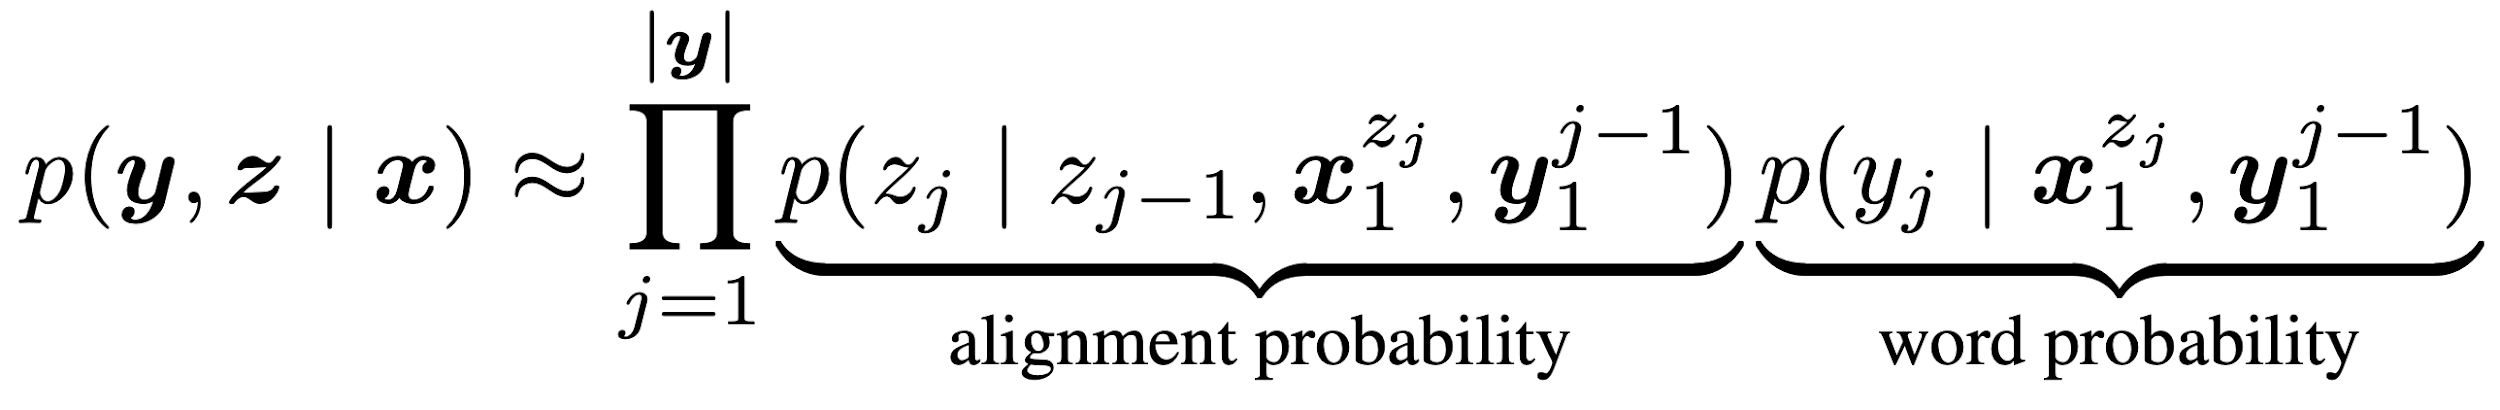 p(y, z | x) ≈ ∏_{j=1}^{|y|} p(z_j | z_{j−1}, x_1^{z_j}, y_1^{j−1}) p(y_j | x_1^{z_j}, y_1^{j−1})
alignment probability word probability